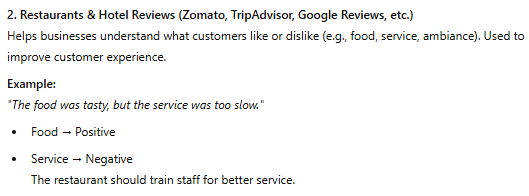 2. Restaurants & Hotel Reviews (Zomato, TripAdvisor, Google Reviews, etc.)
Helps businesses understand what customers like or dislike (e.g., food, service, ambiance). Used to
improve customer experience.
Example:
"The food was tasty, but the service was too slow."
• Food → Positive
• Service → Negative
The restaurant should train staff for better service.